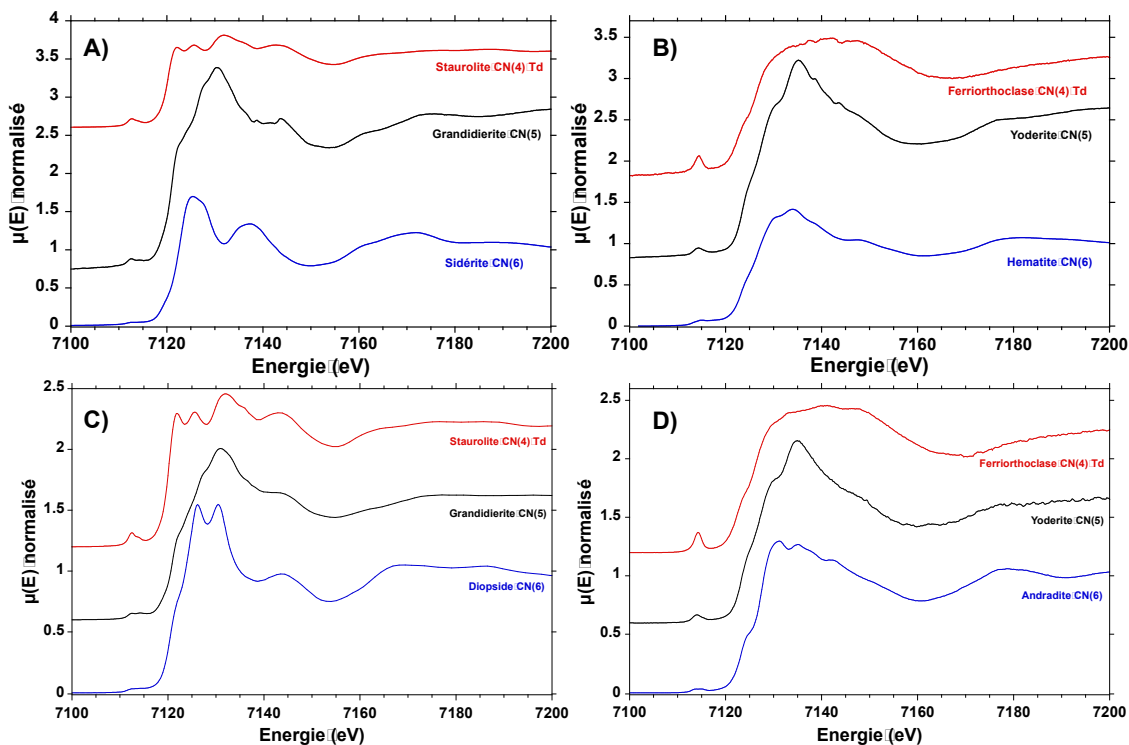 A)
4
3.5
3
2.5
2
1.5
1
0.5
0
µ(E) normalisé
Staurolite CN(4) Td
Grandidierite CN(5)
Sidérite CN(6)
7100 7120 7140 7160 7180 7200
Energie (eV)
B)
3.5
3
2.5
2
1.5
1
0.5
0
µ(E) normalisé
Ferriorthoclase CN(4) Td
Yoderite CN(5)
Hematite CN(6)
7100 7120 7140 7160 7180 7200
Energie (eV)
C)
2.5
2
1.5
1
0.5
0
µ(E) normalisé
Staurolite CN(4) Td
Grandidierite CN(5)
Diopside CN(6)
7100 7120 7140 7160 7180 7200
Energie (eV)
D)
2.5
2
1.5
1
0.5
0
µ(E) normalisé
Ferriorthoclase CN(4) Td
Yoderite CN(5)
Andradite CN(6)
7100 7120 7140 7160 7180 7200
Energie (eV)